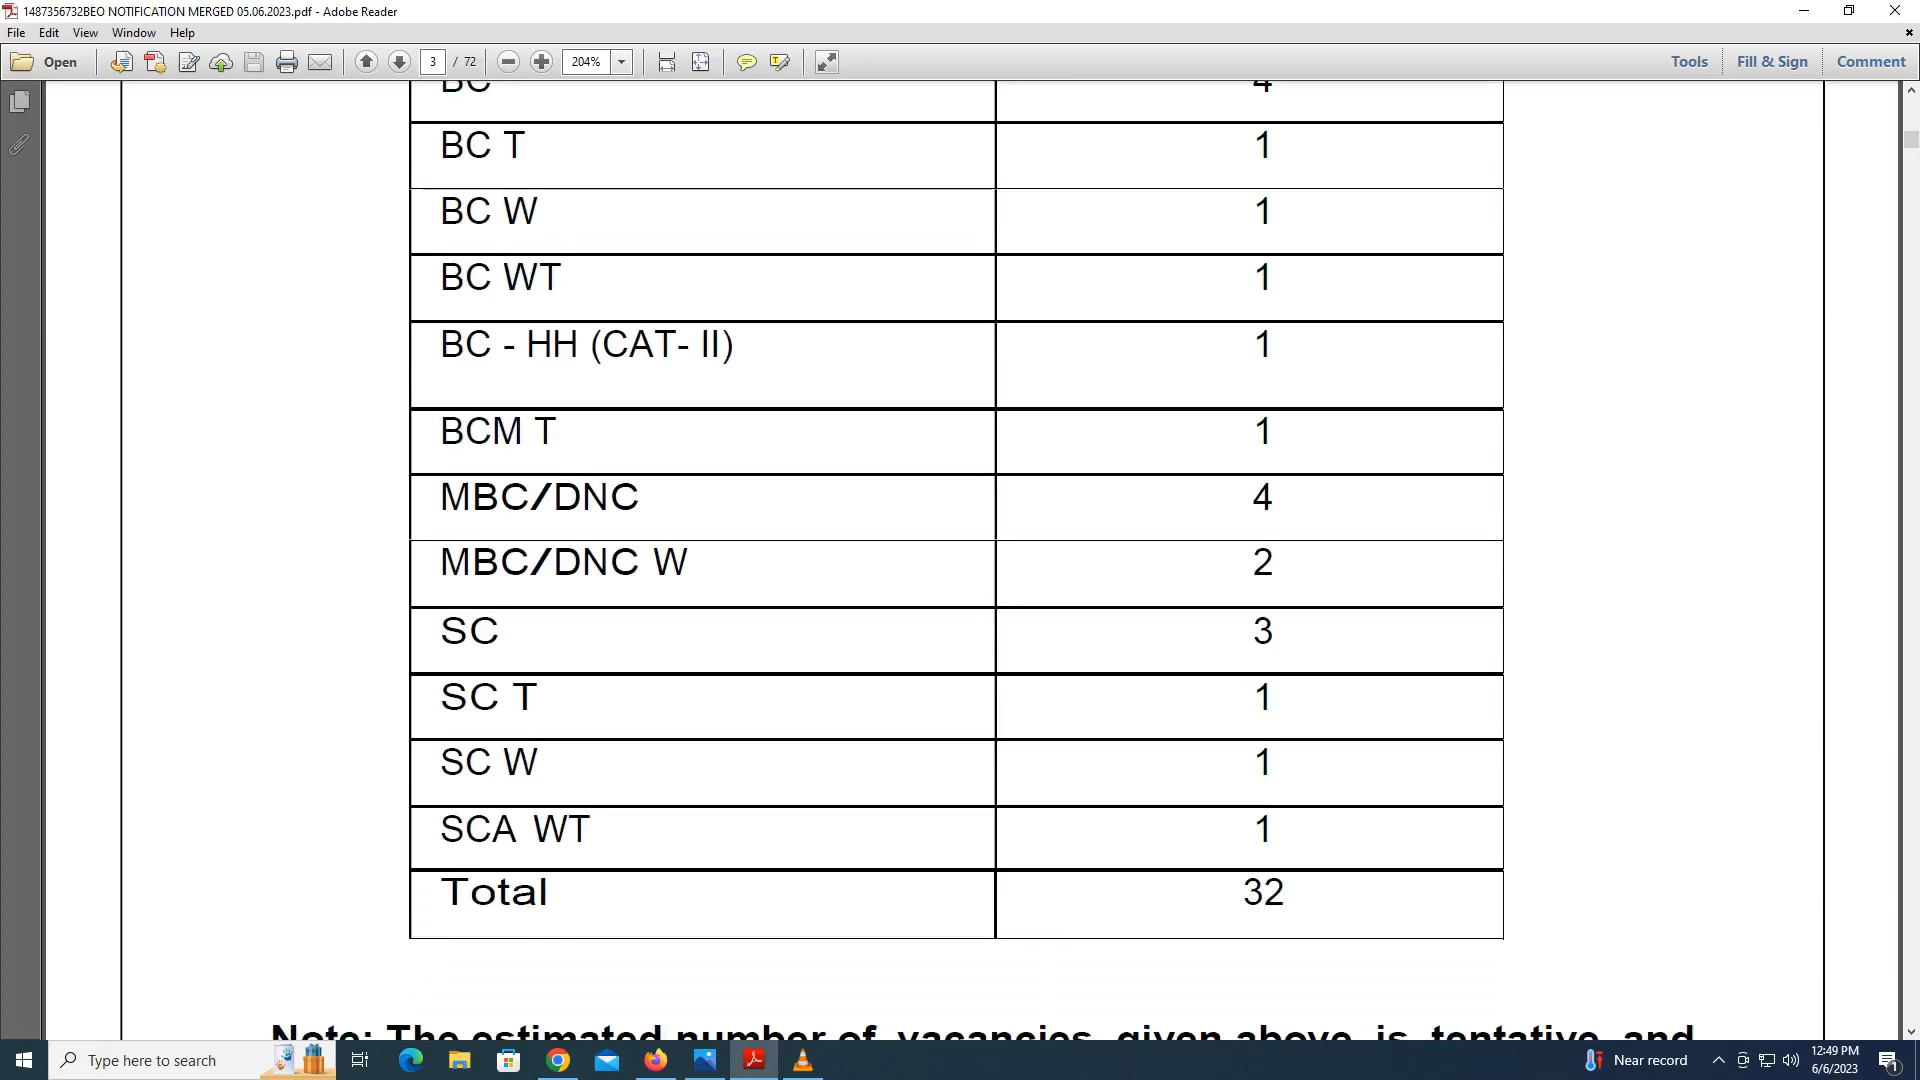 1487356732BEO NOTIFICATION MERGED 05.06.2023.pdf - Adobe Reader
File Edit View Window Help
Open 3 / 72 204% Tools Fill & Sign Comment
BC 4
BC T 1
BC W 1
BC WT 1
BC - HH (CAT- II) 1
BCM T 1
MBC/DNC 4
MBC/DNC W 2
SC 3
SC T 1
SC W 1
SCA WT 1
Total 32
Note: The estimated number of vacancies given above is tentative and
Type here to search Near record 12:49 PM
6/6/2023 1